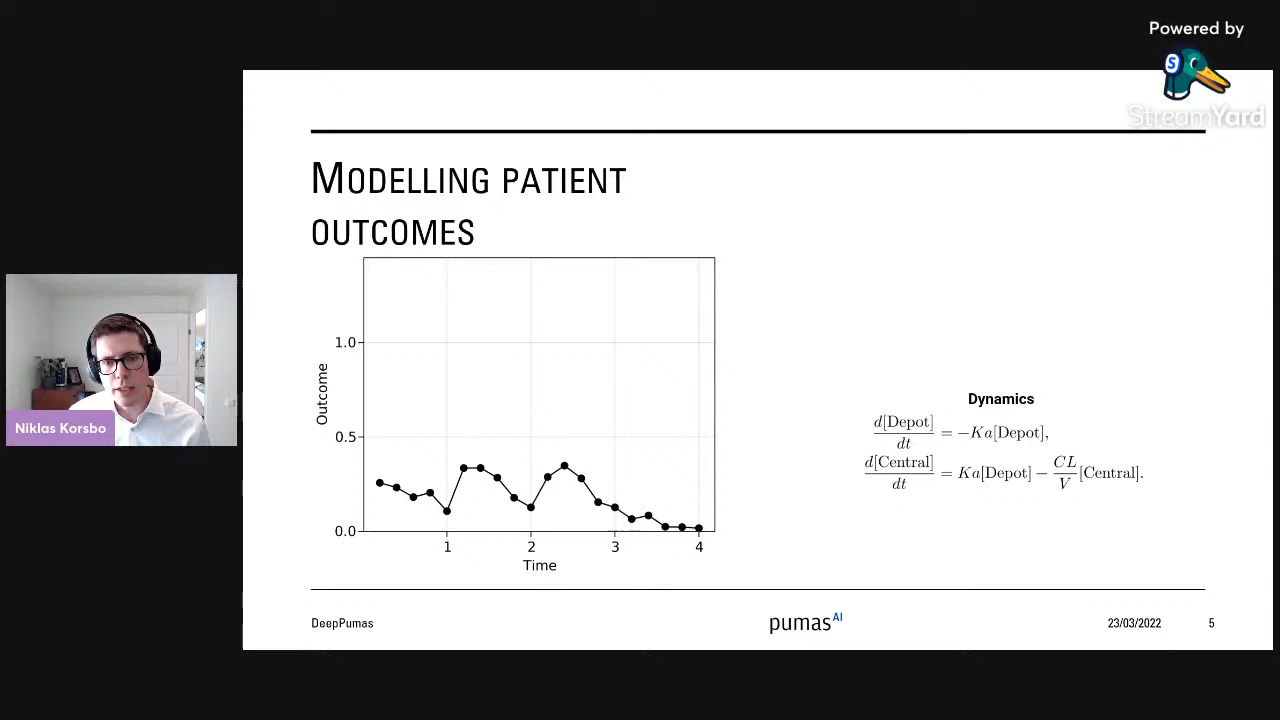 Powered by
S
StreamYard
MODELLING PATIENT
OUTCOMES
1.0
0.5
0.0
Outcome
1 2 3 4
Time
Dynamics
d[Depot]/dt = −Ka[Depot],
d[Central]/dt = Ka[Depot] − CL/V [Central].
Niklas Korsbo
DeepPumas
pumasAI
23/03/2022
5